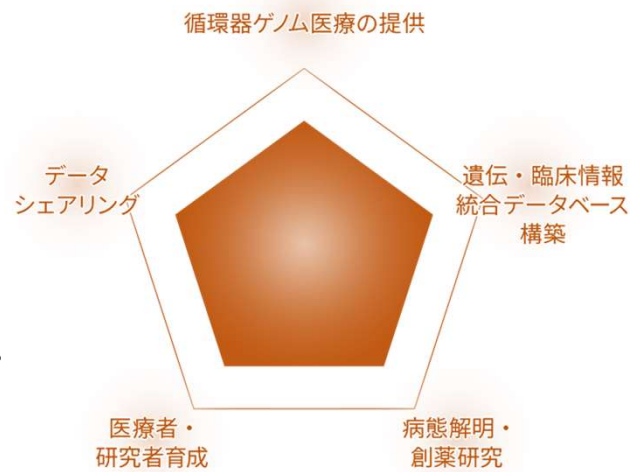 循環器ゲノム医療の提供
データ
シェアリング
遺伝・臨床情報
統合データベース
構築
医療者・
研究者育成
病態解明・
創薬研究